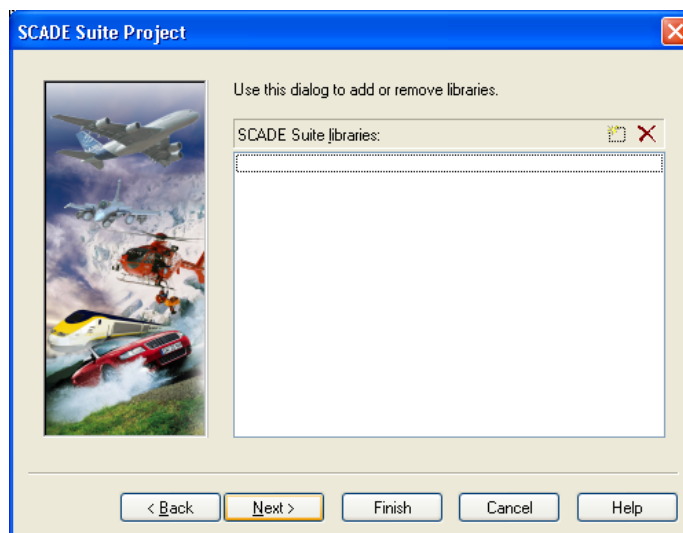 SCADE Suite Project
Use this dialog to add or remove libraries.
SCADE Suite libraries:
< Back
Next >
Finish
Cancel
Help